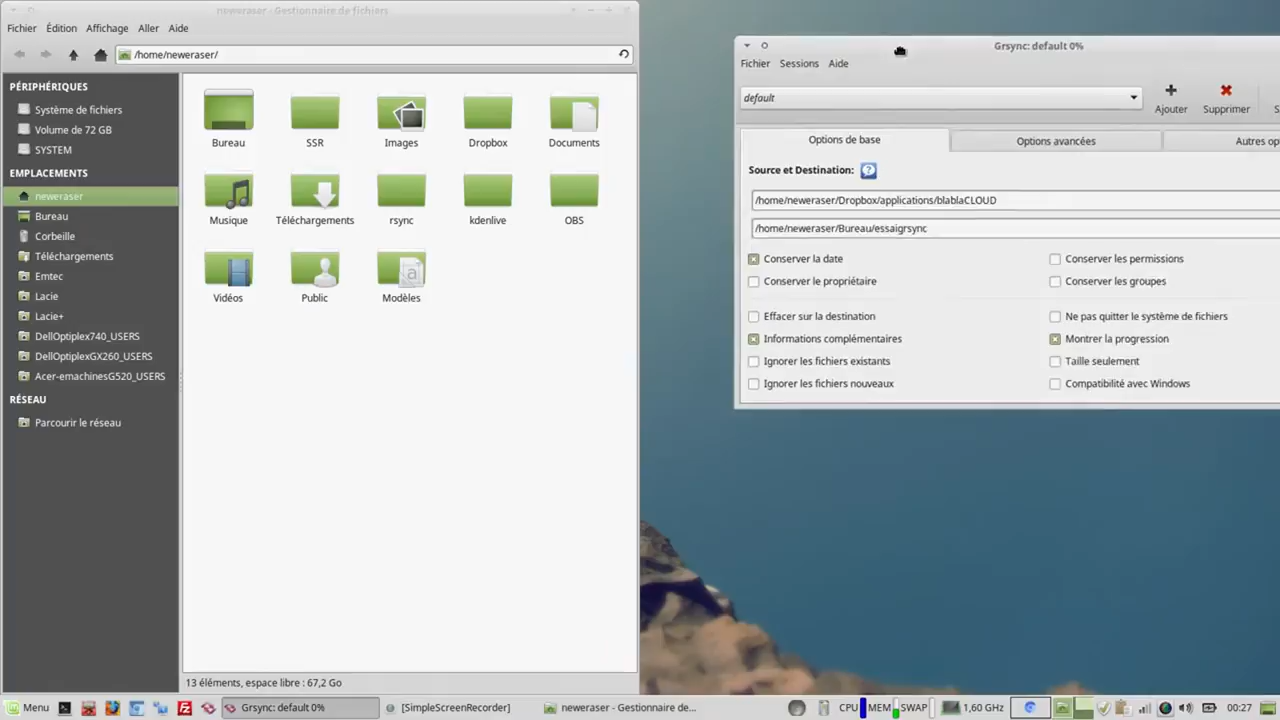 neweraser - Gestionnaire de fichiers
Fichier Édition Affichage Aller Aide
/home/neweraser/
PÉRIPHÉRIQUES
Système de fichiers
Volume de 72 GB
SYSTEM
EMPLACEMENTS
neweraser
Bureau
Corbeille
Téléchargements
Emtec
Lacie
Lacie+
DellOptiplex740_USERS
DellOptiplexGX260_USERS
Acer-emachinesG520_USERS
RÉSEAU
Parcourir le réseau
Bureau SSR Images Dropbox Documents
Musique Téléchargements rsync kdenlive OBS
Vidéos Public Modèles
13 éléments, espace libre : 67,2 Go
Grsync: default 0%
Fichier Sessions Aide
default
Ajouter Supprimer S
Options de base Options avancées Autres op
Source et Destination:
/home/neweraser/Dropbox/applications/blablaCLOUD
/home/neweraser/Bureau/essaigrsync
Conserver la date Conserver les permissions
Conserver le propriétaire Conserver les groupes
Effacer sur la destination Ne pas quitter le système de fichiers
Informations complémentaires Montrer la progression
Ignorer les fichiers existants Taille seulement
Ignorer les fichiers nouveaux Compatibilité avec Windows
Menu Grsync: default 0% [SimpleScreenRecorder] neweraser - Gestionnaire de... CPU MEM SWAP 1,60 GHz 00:27